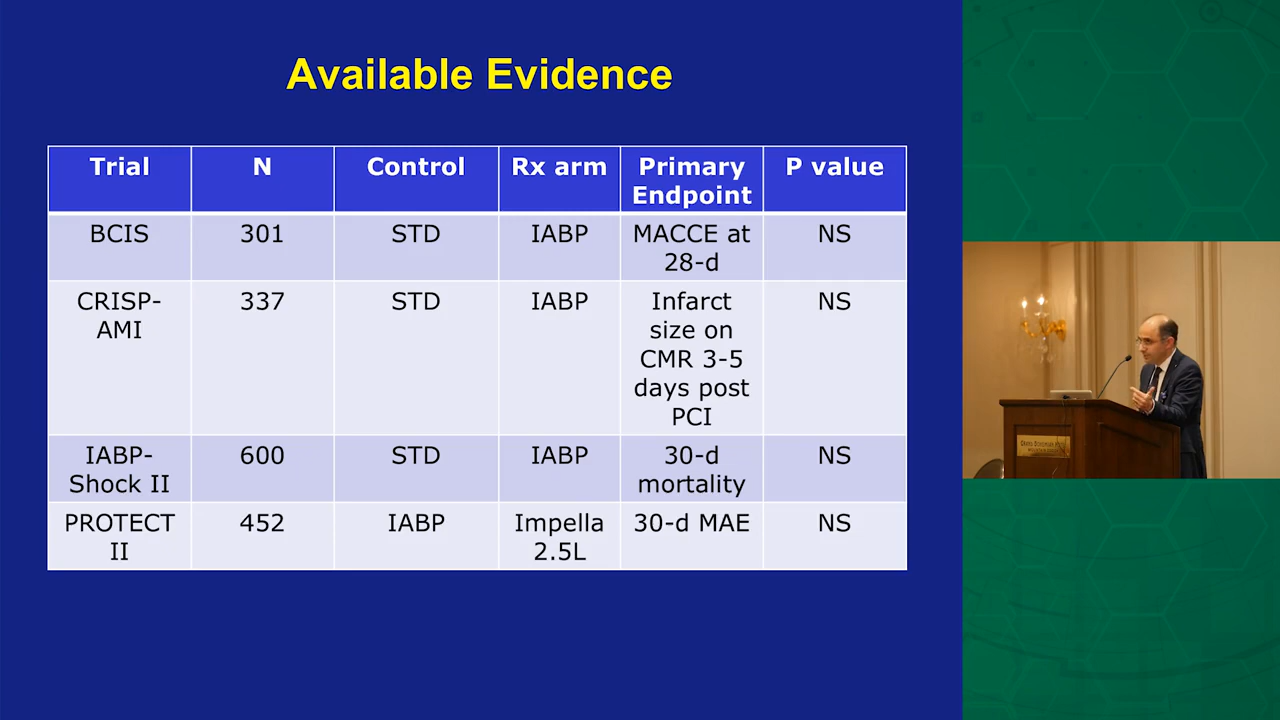 Available Evidence
Trial N Control Rx arm Primary Endpoint P value
BCIS 301 STD IABP MACCE at 28-d NS
CRISP-AMI 337 STD IABP Infarct size on CMR 3-5 days post PCI NS
IABP-Shock II 600 STD IABP 30-d mortality NS
PROTECT II 452 IABP Impella 2.5L 30-d MAE NS